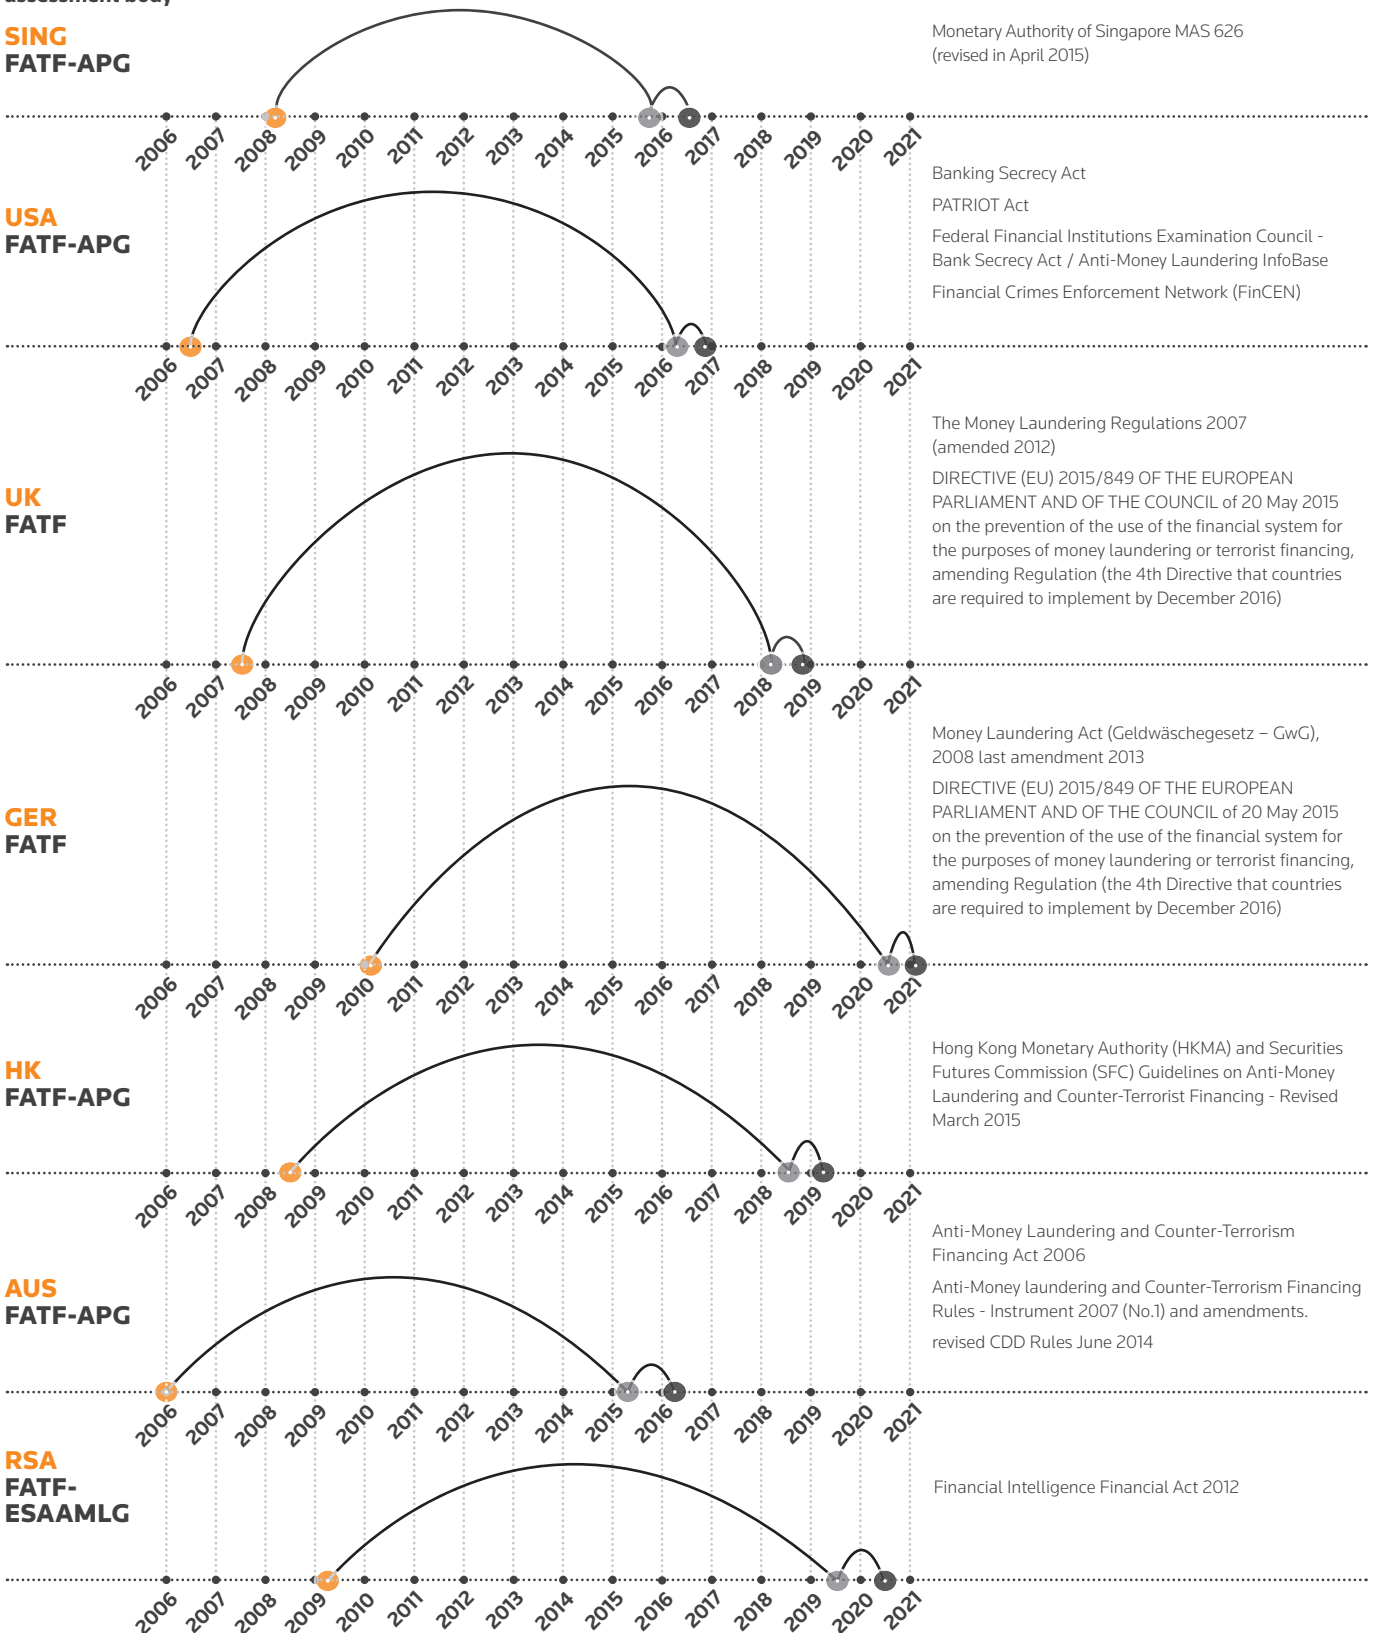 assessment body
SING
FATF-APG
Monetary Authority of Singapore MAS 626
(revised in April 2015)
2006 2007 2008 2009 2010 2011 2012 2013 2014 2015 2016 2017 2018 2019 2020 2021
USA
FATF-APG
Banking Secrecy Act
PATRIOT Act
Federal Financial Institutions Examination Council -
Bank Secrecy Act / Anti-Money Laundering InfoBase
Financial Crimes Enforcement Network (FinCEN)
2006 2007 2008 2009 2010 2011 2012 2013 2014 2015 2016 2017 2018 2019 2020 2021
UK
FATF
The Money Laundering Regulations 2007
(amended 2012)
DIRECTIVE (EU) 2015/849 OF THE EUROPEAN
PARLIAMENT AND OF THE COUNCIL of 20 May 2015
on the prevention of the use of the financial system for
the purposes of money laundering or terrorist financing,
amending Regulation (the 4th Directive that countries
are required to implement by December 2016)
2006 2007 2008 2009 2010 2011 2012 2013 2014 2015 2016 2017 2018 2019 2020 2021
GER
FATF
Money Laundering Act (Geldwäschegesetz – GwG),
2008 last amendment 2013
DIRECTIVE (EU) 2015/849 OF THE EUROPEAN
PARLIAMENT AND OF THE COUNCIL of 20 May 2015
on the prevention of the use of the financial system for
the purposes of money laundering or terrorist financing,
amending Regulation (the 4th Directive that countries
are required to implement by December 2016)
2006 2007 2008 2009 2010 2011 2012 2013 2014 2015 2016 2017 2018 2019 2020 2021
HK
FATF-APG
Hong Kong Monetary Authority (HKMA) and Securities
Futures Commission (SFC) Guidelines on Anti-Money
Laundering and Counter-Terrorist Financing - Revised
March 2015
2006 2007 2008 2009 2010 2011 2012 2013 2014 2015 2016 2017 2018 2019 2020 2021
AUS
FATF-APG
Anti-Money Laundering and Counter-Terrorism
Financing Act 2006
Anti-Money laundering and Counter-Terrorism Financing
Rules - Instrument 2007 (No.1) and amendments.
revised CDD Rules June 2014
2006 2007 2008 2009 2010 2011 2012 2013 2014 2015 2016 2017 2018 2019 2020 2021
RSA
FATF-
ESAAMLG
Financial Intelligence Financial Act 2012
2006 2007 2008 2009 2010 2011 2012 2013 2014 2015 2016 2017 2018 2019 2020 2021